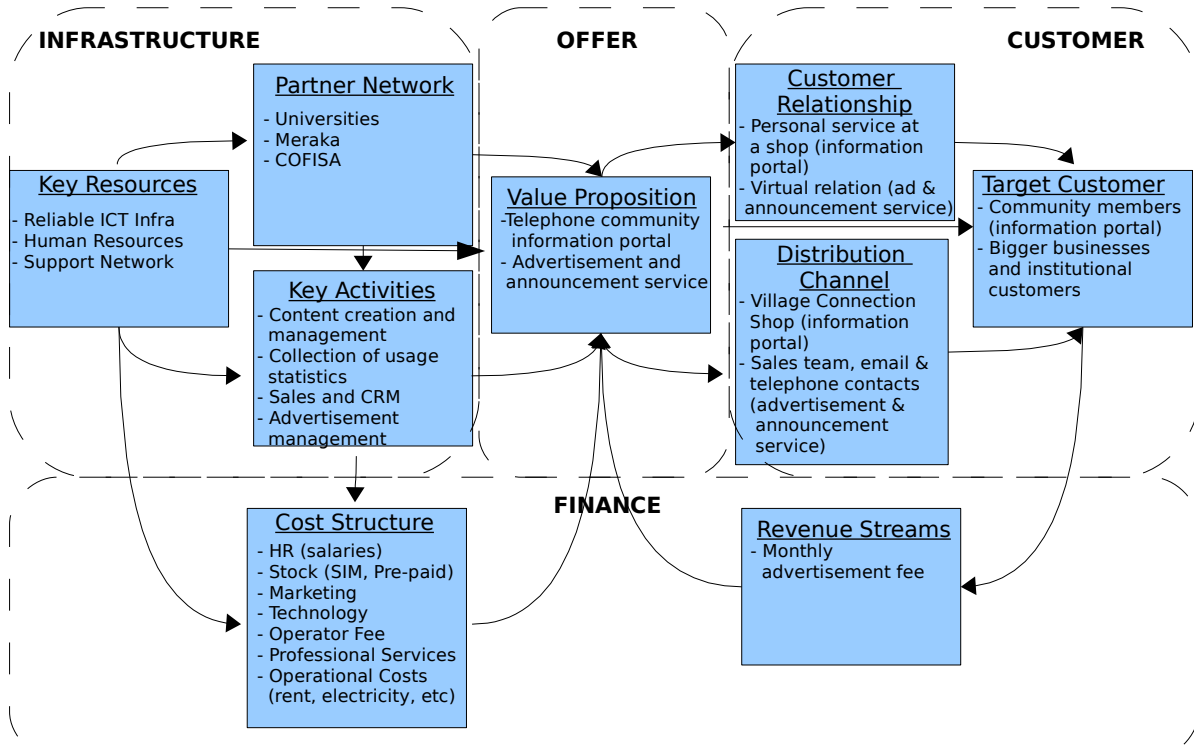 INFRASTRUCTURE
Partner Network
- Universities
- Meraka
- COFISA
Key Resources
- Reliable ICT Infra
- Human Resources
- Support Network
Key Activities
- Content creation and
management
- Collection of usage
statistics
- Sales and CRM
- Advertisement
management
OFFER
Value Proposition
-Telephone community
information portal
- Advertisement and
announcement service
CUSTOMER
Customer
Relationship
- Personal service at
a shop (information
portal)
- Virtual relation (ad &
announcement service)
Distribution
Channel
- Village Connection
Shop (information
portal)
- Sales team, email &
telephone contacts
(advertisement &
announcement
service)
Target Customer
- Community members
(information portal)
- Bigger businesses
and institutional
customers
FINANCE
Cost Structure
- HR (salaries)
- Stock (SIM, Pre-paid)
- Marketing
- Technology
- Operator Fee
- Professional Services
- Operational Costs
(rent, electricity, etc)
Revenue Streams
- Monthly
advertisement fee